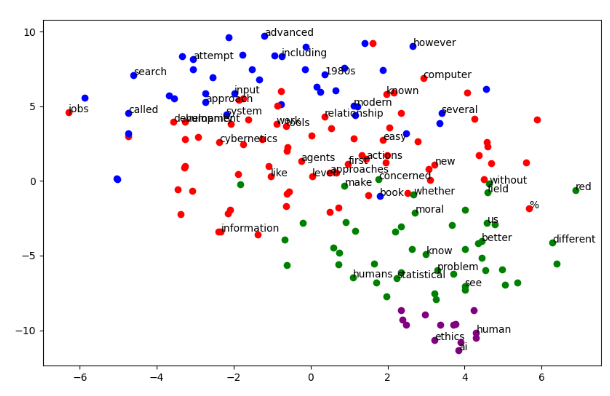 10
5
0
−5
−10
−6
−4
−2
0
2
4
6
advanced
however
including
attempt
1980s
search
computer
input
known
approach
modern
jobs
called
system
relationship
several
development
work
tools
cybernetics
easy
agents
actions
first
new
like
level
approaches
make
concerned
without
field
red
book
whether
moral
%
us
information
better
different
know
problem
humans
statistical
see
human
ethics
ai